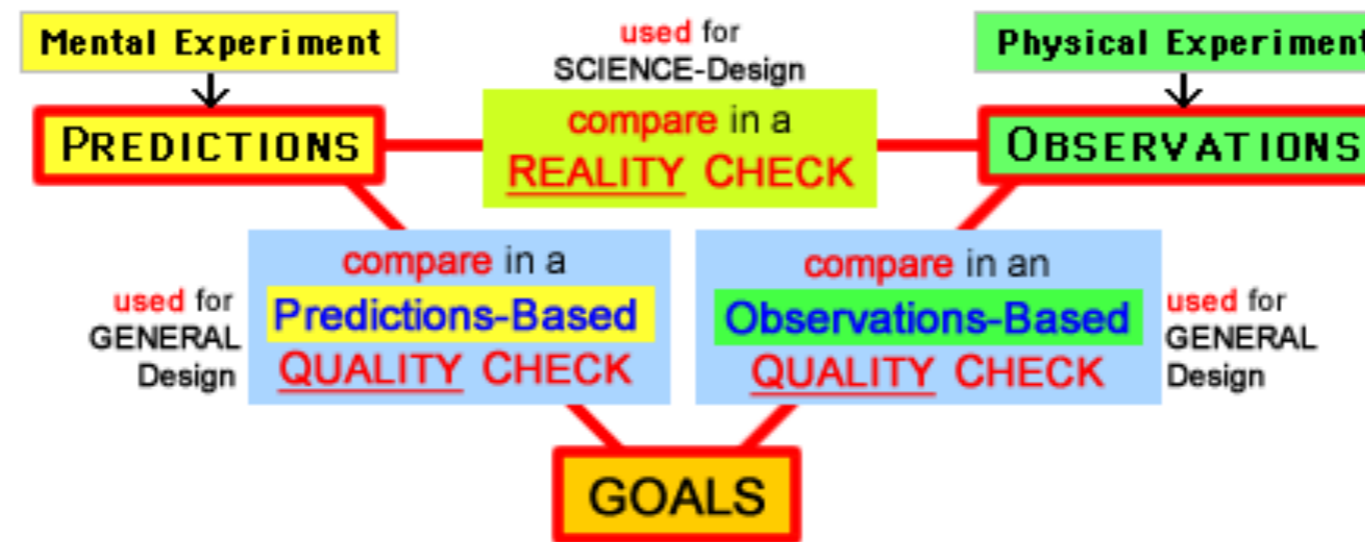 Mental Experiment
used for
SCIENCE-Design
Physical Experiment
PREDICTIONS
compare in a
REALITY CHECK
OBSERVATIONS
used for
GENERAL
Design
compare in a
Predictions-Based
QUALITY CHECK
compare in an
Observations-Based
QUALITY CHECK
used for
GENERAL
Design
GOALS